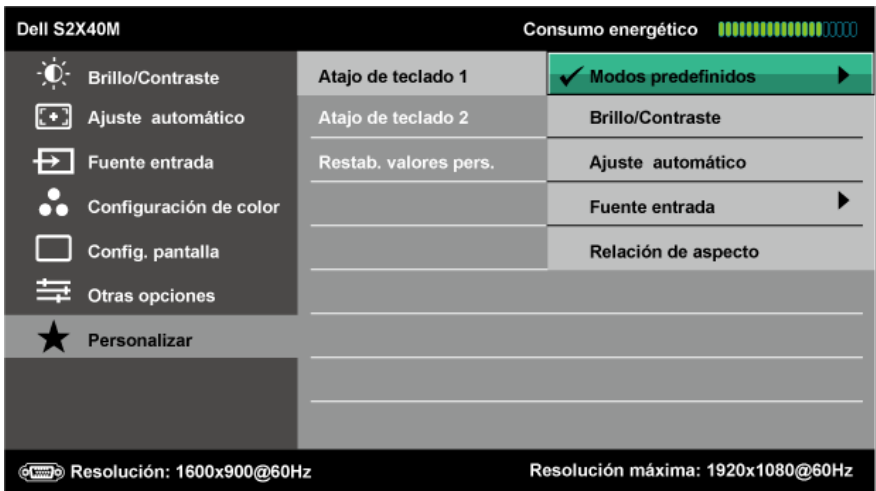 Dell S2X40M
Consumo energético
Brillo/Contraste
Ajuste automático
Fuente entrada
Configuración de color
Config. pantalla
Otras opciones
Personalizar
Atajo de teclado 1
Atajo de teclado 2
Restab. valores pers.
Modos predefinidos
Brillo/Contraste
Ajuste automático
Fuente entrada
Relación de aspecto
Resolución: 1600x900@60Hz
Resolución máxima: 1920x1080@60Hz